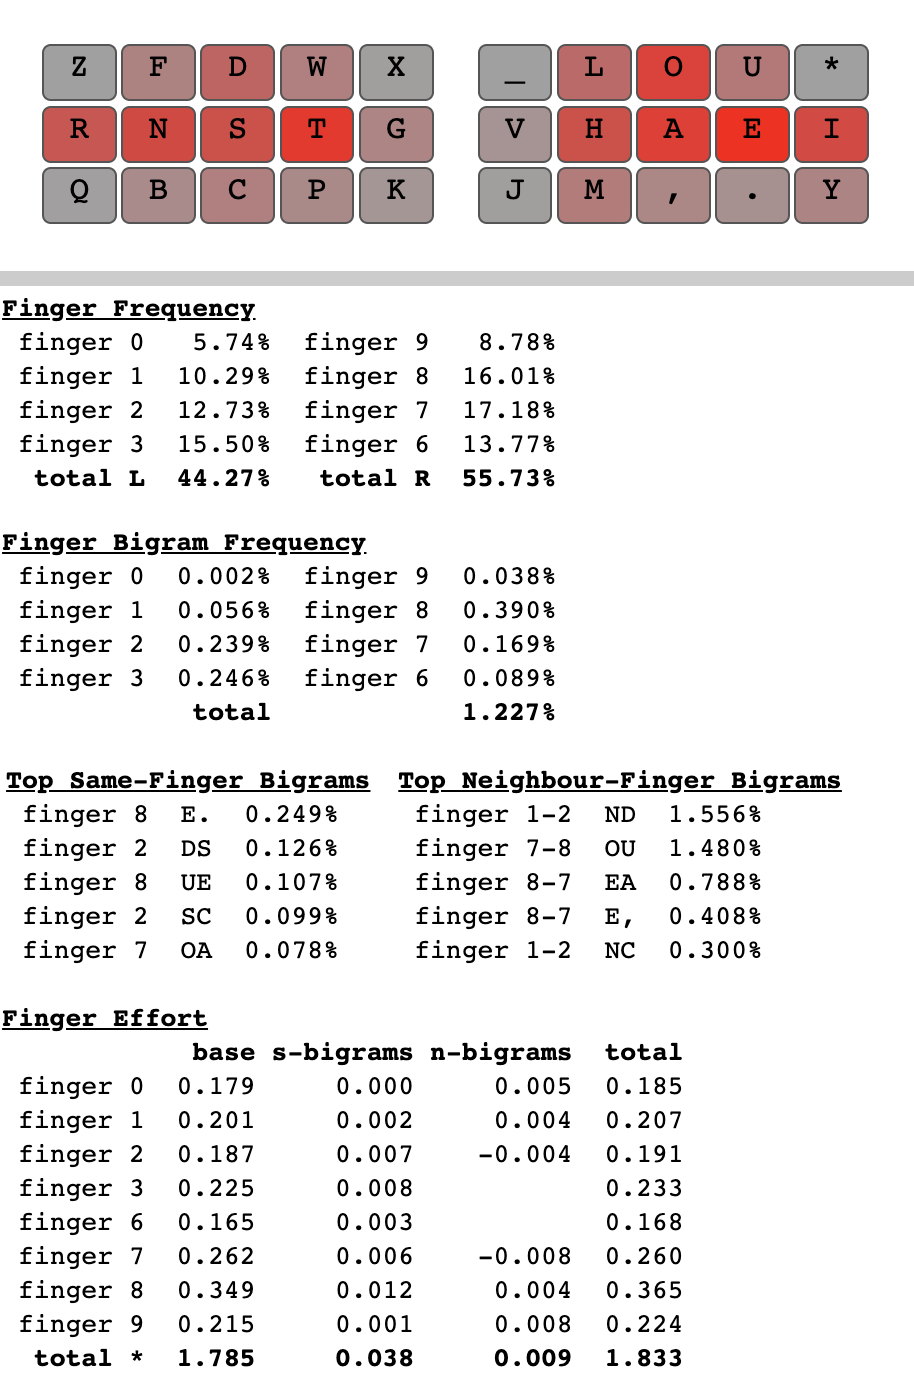 Z F D W X _ L O U *
R N S T G V H A E I
Q B C P K J M , . Y
Finger Frequency
finger 0 5.74% finger 9 8.78%
finger 1 10.29% finger 8 16.01%
finger 2 12.73% finger 7 17.18%
finger 3 15.50% finger 6 13.77%
total L 44.27% total R 55.73%
Finger Bigram Frequency
finger 0 0.002% finger 9 0.038%
finger 1 0.056% finger 8 0.390%
finger 2 0.239% finger 7 0.169%
finger 3 0.246% finger 6 0.089%
total 1.227%
Top Same-Finger Bigrams Top Neighbour-Finger Bigrams
finger 8 E. 0.249% finger 1-2 ND 1.556%
finger 2 DS 0.126% finger 7-8 OU 1.480%
finger 8 UE 0.107% finger 8-7 EA 0.788%
finger 2 SC 0.099% finger 8-7 E, 0.408%
finger 7 OA 0.078% finger 1-2 NC 0.300%
Finger Effort
base s-bigrams n-bigrams total
finger 0 0.179 0.000 0.005 0.185
finger 1 0.201 0.002 0.004 0.207
finger 2 0.187 0.007 -0.004 0.191
finger 3 0.225 0.008 0.233
finger 6 0.165 0.003 0.168
finger 7 0.262 0.006 -0.008 0.260
finger 8 0.349 0.012 0.004 0.365
finger 9 0.215 0.001 0.008 0.224
total * 1.785 0.038 0.009 1.833